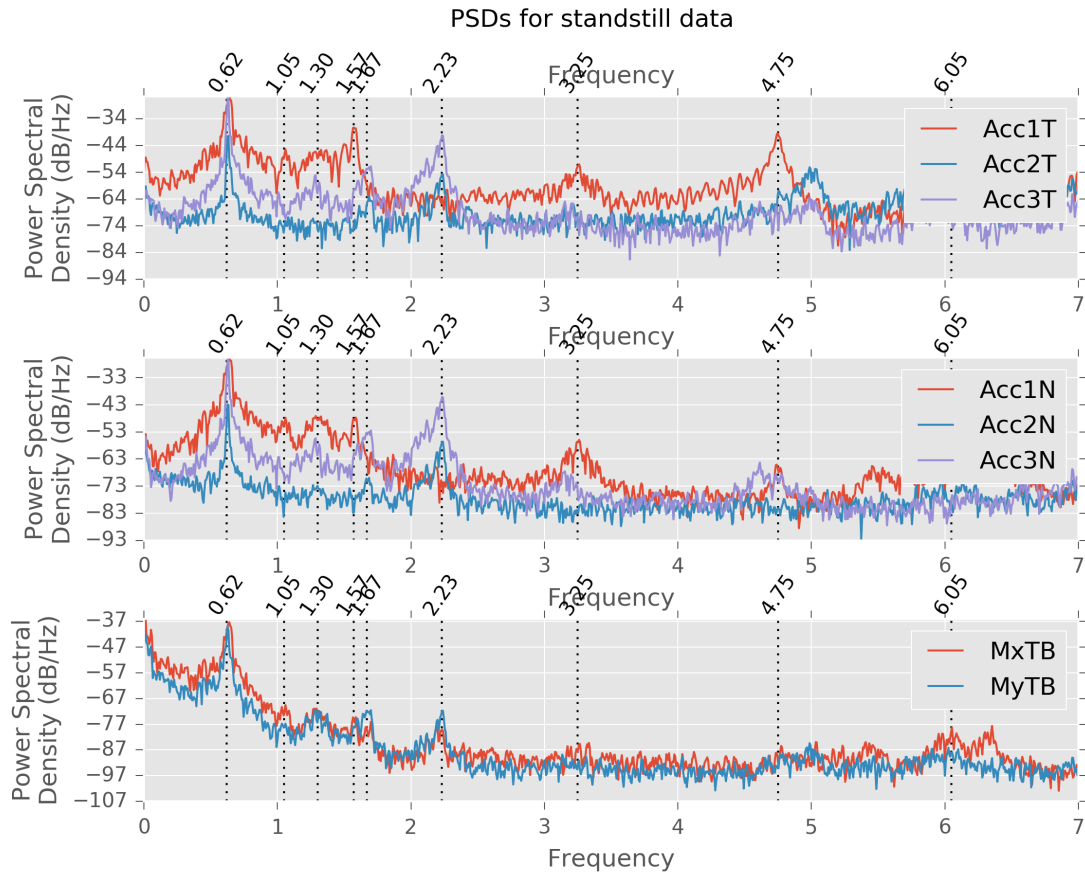 PSDs for standstill data
0.62 1.05 1.30 1.57 1.67 2.23 3.25 4.75 6.05
Frequency
Power Spectral
Density (dB/Hz)
−34
−44
−54
−64
−74
−84
−94
Acc1T
Acc2T
Acc3T
0 1 2 3 4 5 6 7
Frequency
0.62 1.05 1.30 1.57 1.67 2.23 3.25 4.75 6.05
Power Spectral
Density (dB/Hz)
−33
−43
−53
−63
−73
−83
−93
Acc1N
Acc2N
Acc3N
0 1 2 3 4 5 6 7
Frequency
0.62 1.05 1.30 1.57 1.67 2.23 3.25 4.75 6.05
Power Spectral
Density (dB/Hz)
−37
−47
−57
−67
−77
−87
−97
−107
MxTB
MyTB
0 1 2 3 4 5 6 7
Frequency